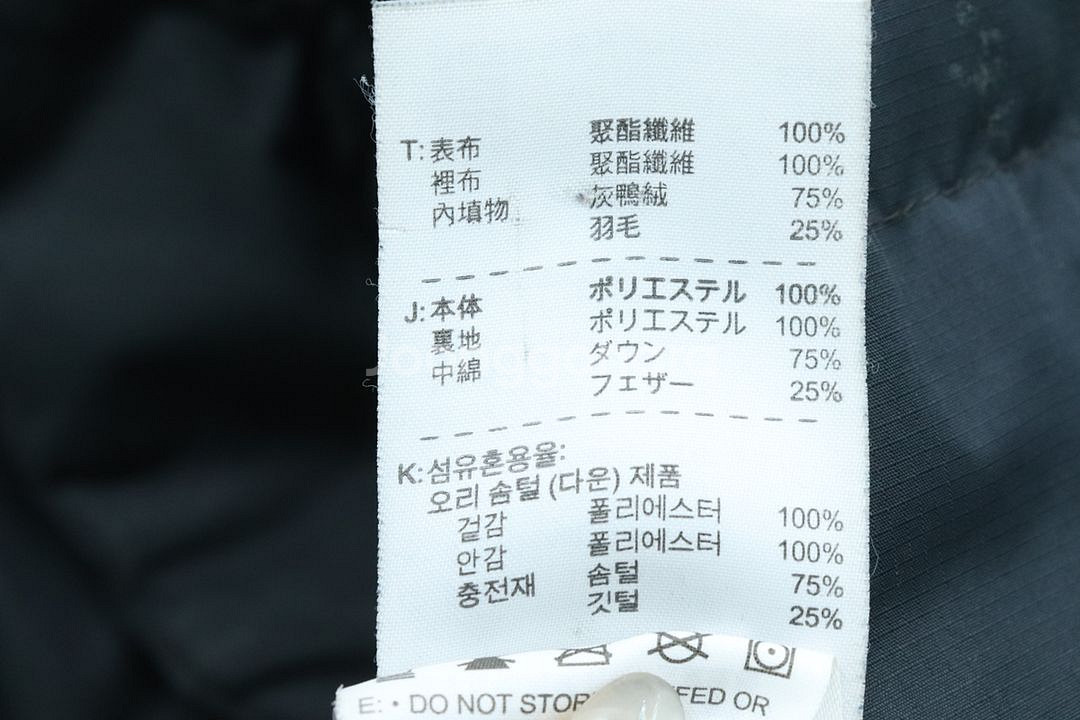 T: 表布 聚酯纖維 100%
裡布 聚酯纖維 100%
內填物 灰鴨絨 75%
羽毛 25%
J: 本体 ポリエステル 100%
裏地 ポリエステル 100%
中綿 ダウン 75%
フェザー 25%
K: 섬유혼용율:
오리 솜털 (다운) 제품
겉감 폴리에스터 100%
안감 폴리에스터 100%
충전재 솜털 75%
깃털 25%
E: • DO NOT OR